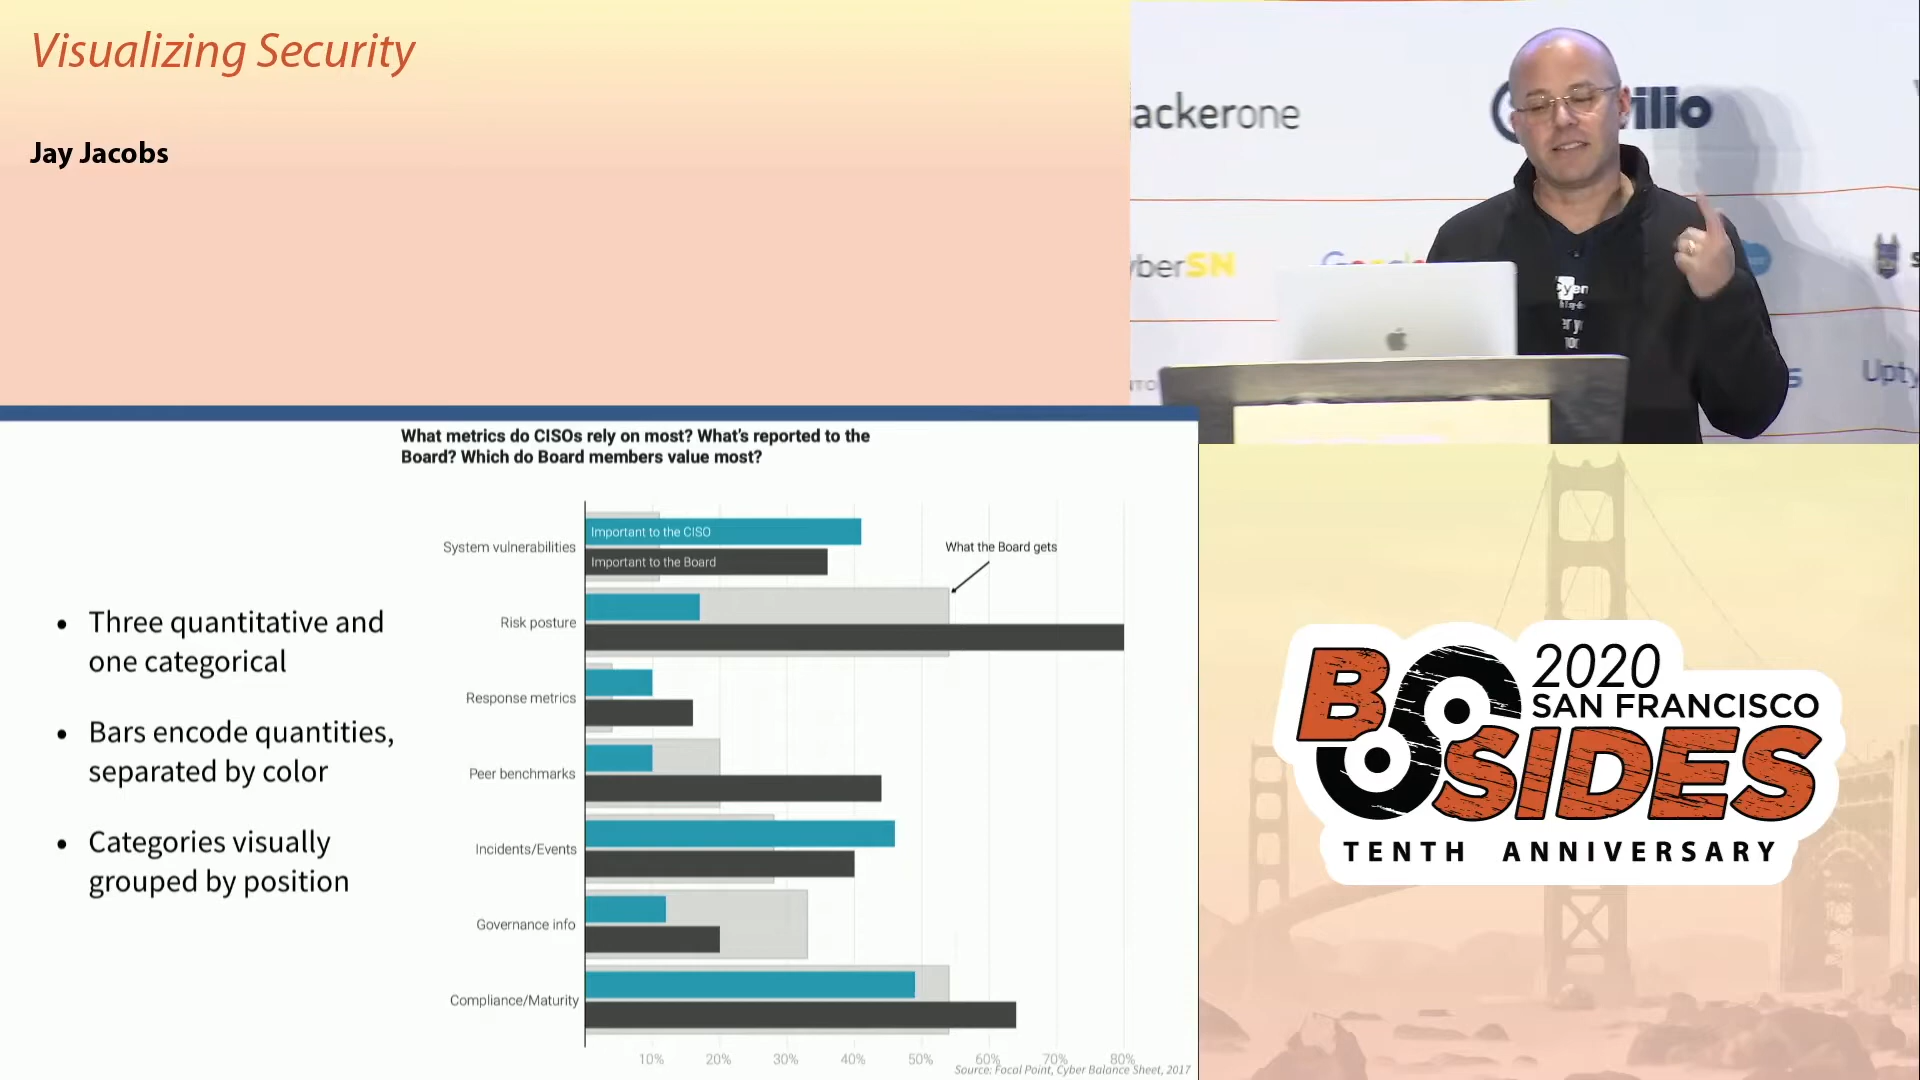 Visualizing Security
Jay Jacobs
ackerone
ilio
yberSN
Google
Upty
What metrics do CISOs rely on most? What's reported to the
Board? Which do Board members value most?
• Three quantitative and
one categorical
• Bars encode quantities,
separated by color
• Categories visually
grouped by position
System vulnerabilities
Important to the CISO
Important to the Board
What the Board gets
Risk posture
Response metrics
Peer benchmarks
Incidents/Events
Governance info
Compliance/Maturity
10% 20% 30% 40% 50% 60% 70% 80%
Source: Focal Point, Cyber Balance Sheet, 2017
2020
SAN FRANCISCO
BSIDES
TENTH ANNIVERSARY